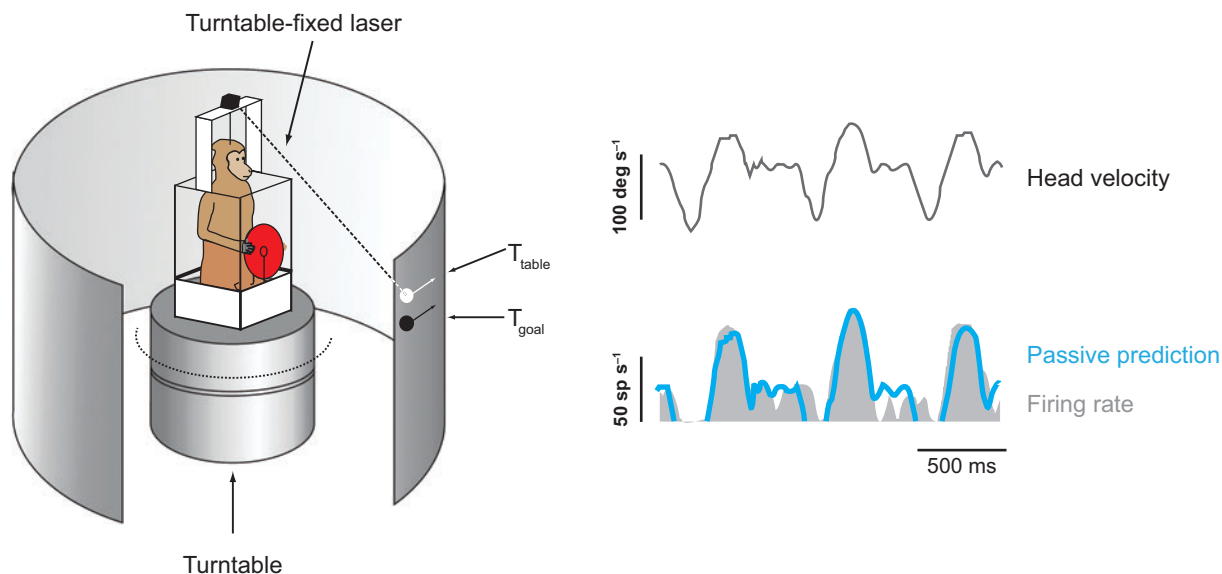 Turntable-fixed laser
T_table
T_goal
Turntable
100 deg s⁻¹
Head velocity
50 sp s⁻¹
Passive prediction
Firing rate
500 ms